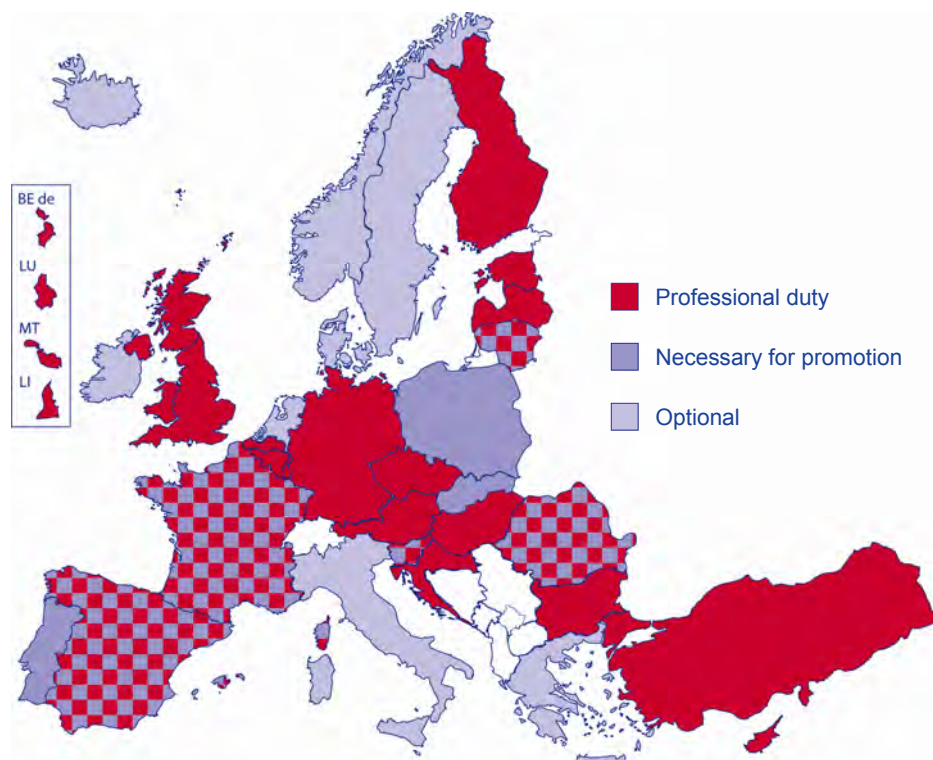 BE de
LU
MT
LI
Professional duty
Necessary for promotion
Optional